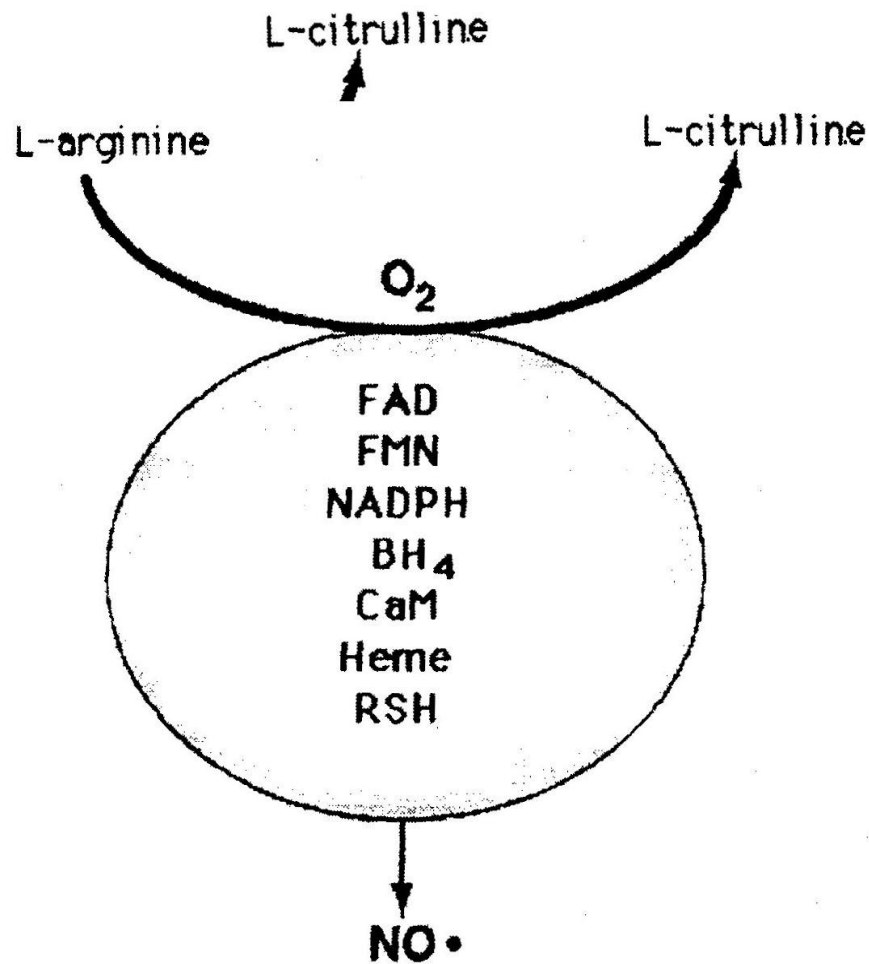 L-citrulline
L-arginine
L-citrulline
O₂
FAD
FMN
NADPH
BH₄
CaM
Heme
RSH
NO•